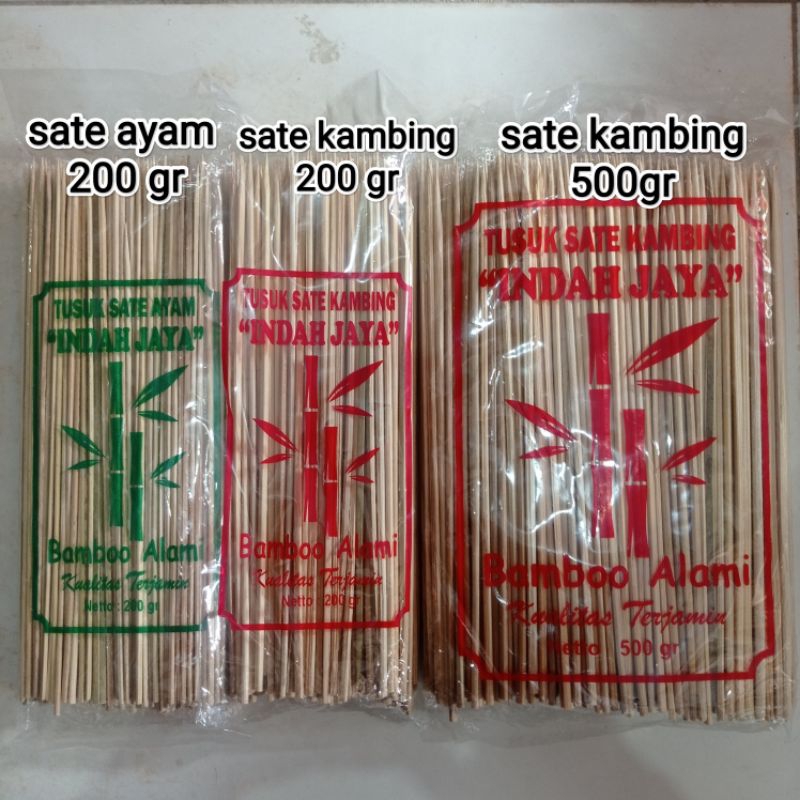 sate ayam
200 gr
sate kambing
200 gr
sate kambing
500gr
TUSUK SATE AYAM
"INDAH JAYA"
Bamboo Alami
Kualitas Terjamin
Netto : 200 gr
TUSUK SATE KAMBING
"INDAH JAYA"
Bamboo Alami
Kualitas Terjamin
Netto : 200 gr
TUSUK SATE KAMBING
"INDAH JAYA"
Bamboo Alami
Kualitas Terjamin
Netto 500 gr